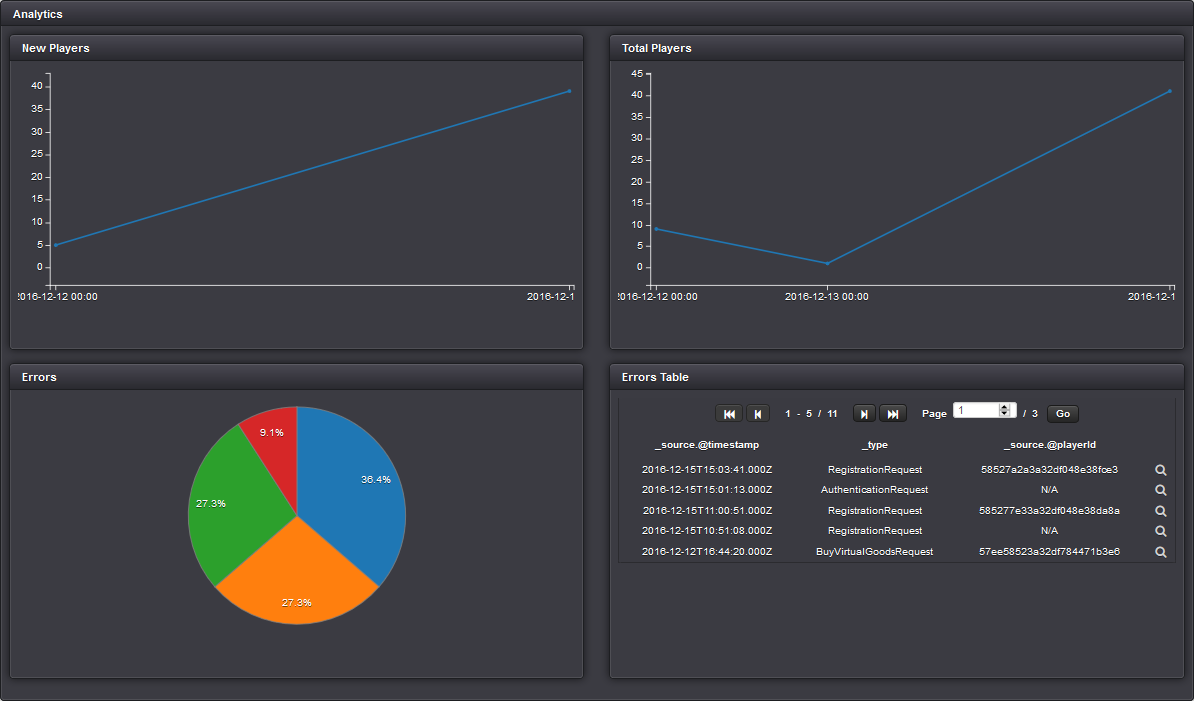 Analytics
New Players
40
35
30
25
20
15
10
5
0
2016-12-12 00:00
2016-12-1
Total Players
45
40
35
30
25
20
15
10
5
0
2016-12-12 00:00
2016-12-13 00:00
2016-12-1
Errors
9.1%
36.4%
27.3%
27.3%
Errors Table
1 - 5 / 11 Page 1 / 3 Go
_source.@timestamp _type _source.@playerId
2016-12-15T15:03:41.000Z RegistrationRequest 58527a2a3a32df048e38fce3
2016-12-15T15:01:13.000Z AuthenticationRequest N/A
2016-12-15T11:00:51.000Z RegistrationRequest 585277e33a32df048e38da8a
2016-12-15T10:51:08.000Z RegistrationRequest N/A
2016-12-12T16:44:20.000Z BuyVirtualGoodsRequest 57ee58523a32df784471b3e6